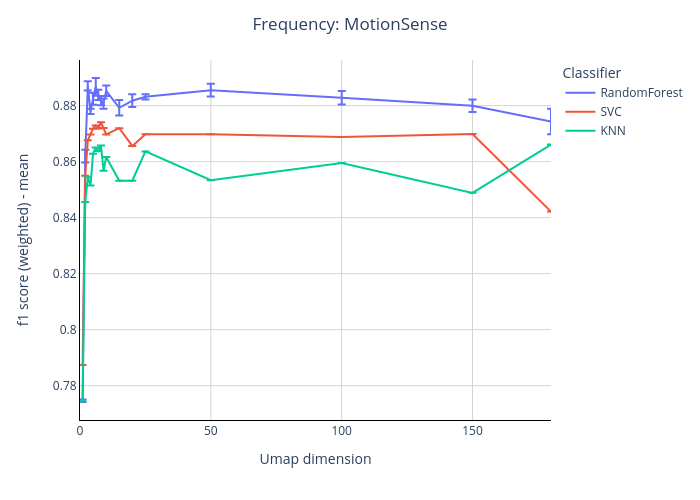 Frequency: MotionSense
Classifier
RandomForest
SVC
KNN
f1 score (weighted) - mean
0.88
0.86
0.84
0.82
0.8
0.78
0
50
100
150
Umap dimension